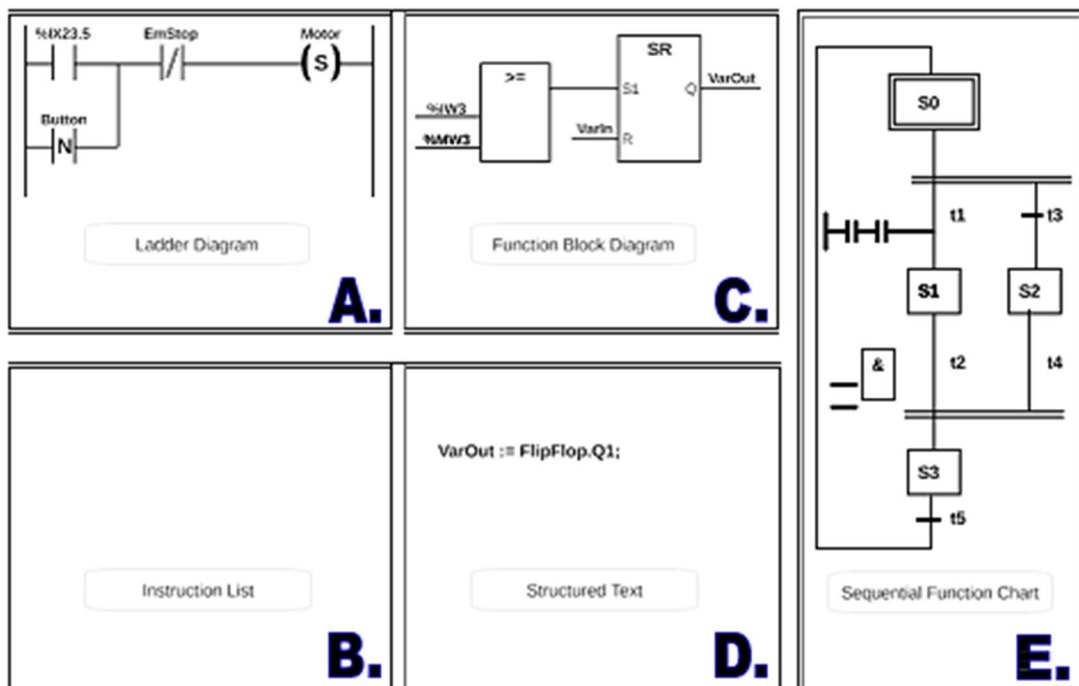 %IX23.5 EmStop Motor
/ (S)
Button
N
Ladder Diagram
A.
SR
>=
S1 Q VarOut
%IW3
VarIn R
%MW3
Function Block Diagram
C.
Instruction List
B.
VarOut := FlipFlop.Q1;
Structured Text
D.
S0
t1 t3
S1 S2
&
t2 t4
S3
t5
Sequential Function Chart
E.